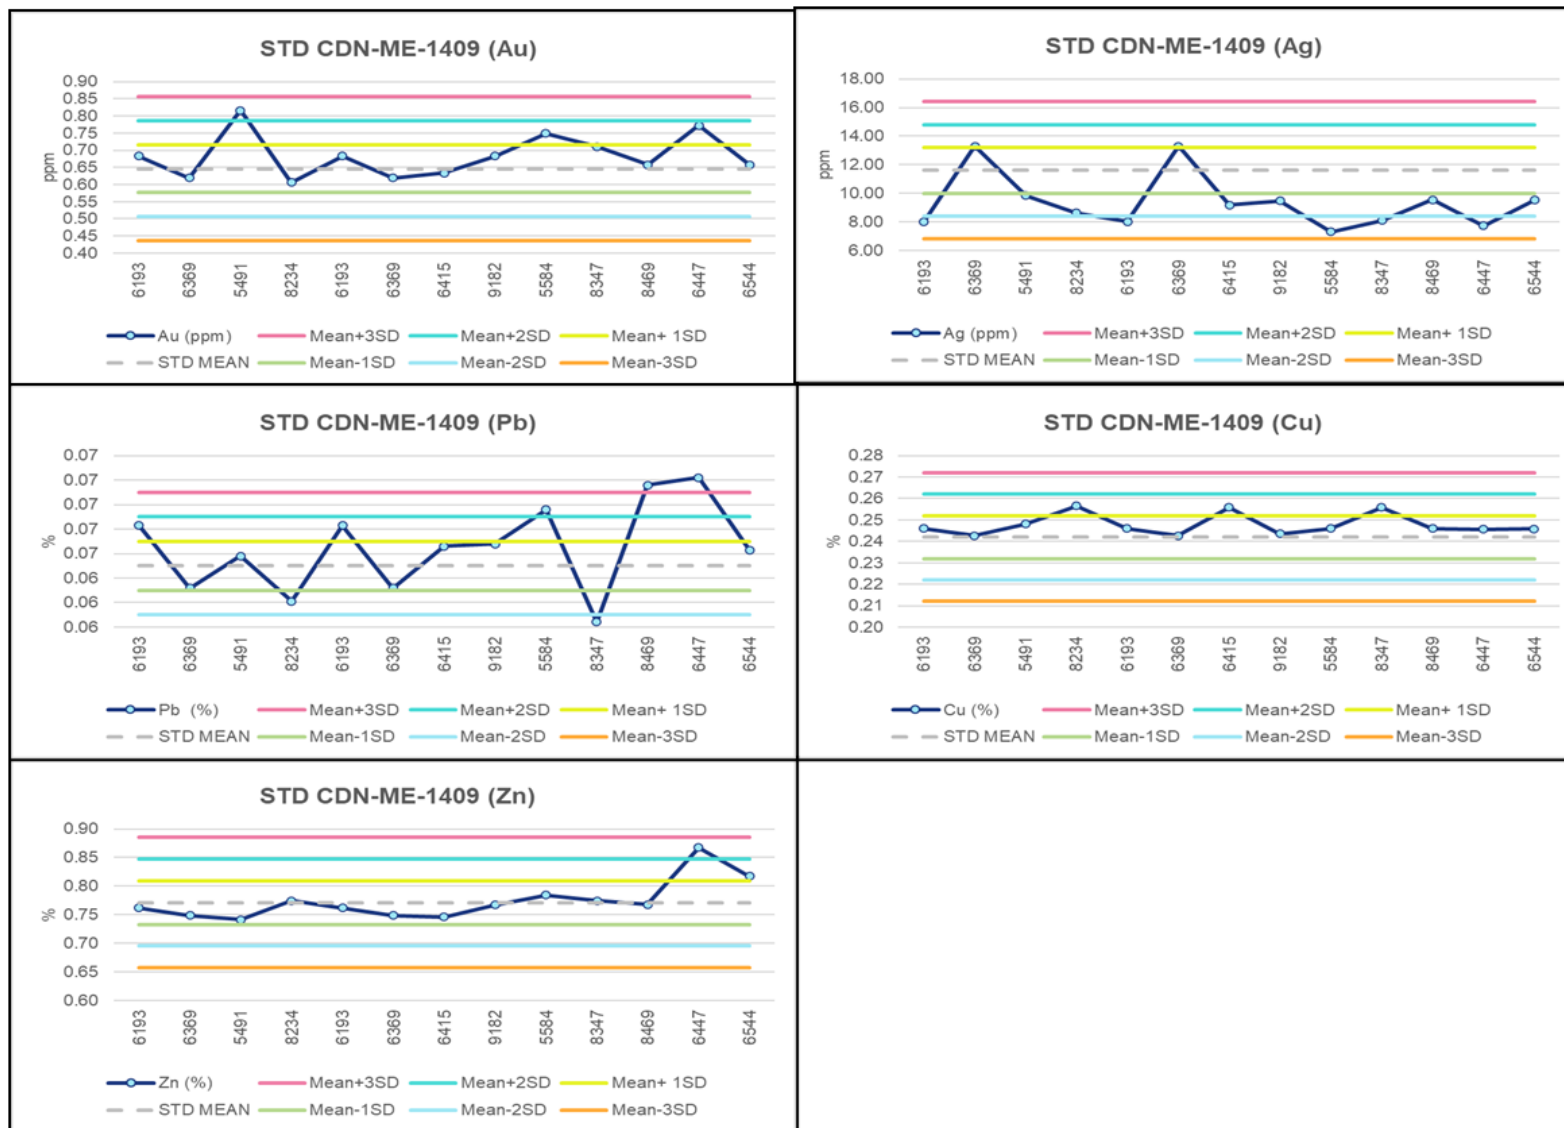 STD CDN-ME-1409 (Au)
0.90
0.85
0.80
0.75
0.70
0.65
0.60
0.55
0.50
0.45
0.40
ppm
6193 6369 5491 8234 6193 6369 6415 9182 5584 8347 8469 6447 6544
Au (ppm) Mean+3SD Mean+2SD Mean+ 1SD
STD MEAN Mean-1SD Mean-2SD Mean-3SD
STD CDN-ME-1409 (Ag)
18.00
16.00
14.00
12.00
10.00
8.00
6.00
ppm
6193 6369 5491 8234 6193 6369 6415 9182 5584 8347 8469 6447 6544
Ag (ppm) Mean+3SD Mean+2SD Mean+ 1SD
STD MEAN Mean-1SD Mean-2SD Mean-3SD
STD CDN-ME-1409 (Pb)
0.07
0.07
0.07
0.07
0.07
0.06
0.06
0.06
%
6193 6369 5491 8234 6193 6369 6415 9182 5584 8347 8469 6447 6544
Pb (%) Mean+3SD Mean+2SD Mean+ 1SD
STD MEAN Mean-1SD Mean-2SD Mean-3SD
STD CDN-ME-1409 (Cu)
0.28
0.27
0.26
0.25
0.24
0.23
0.22
0.21
0.20
%
6193 6369 5491 8234 6193 6369 6415 9182 5584 8347 8469 6447 6544
Cu (%) Mean+3SD Mean+2SD Mean+ 1SD
STD MEAN Mean-1SD Mean-2SD Mean-3SD
STD CDN-ME-1409 (Zn)
0.90
0.85
0.80
0.75
0.70
0.65
0.60
%
6193 6369 5491 8234 6193 6369 6415 9182 5584 8347 8469 6447 6544
Zn (%) Mean+3SD Mean+2SD Mean+ 1SD
STD MEAN Mean-1SD Mean-2SD Mean-3SD